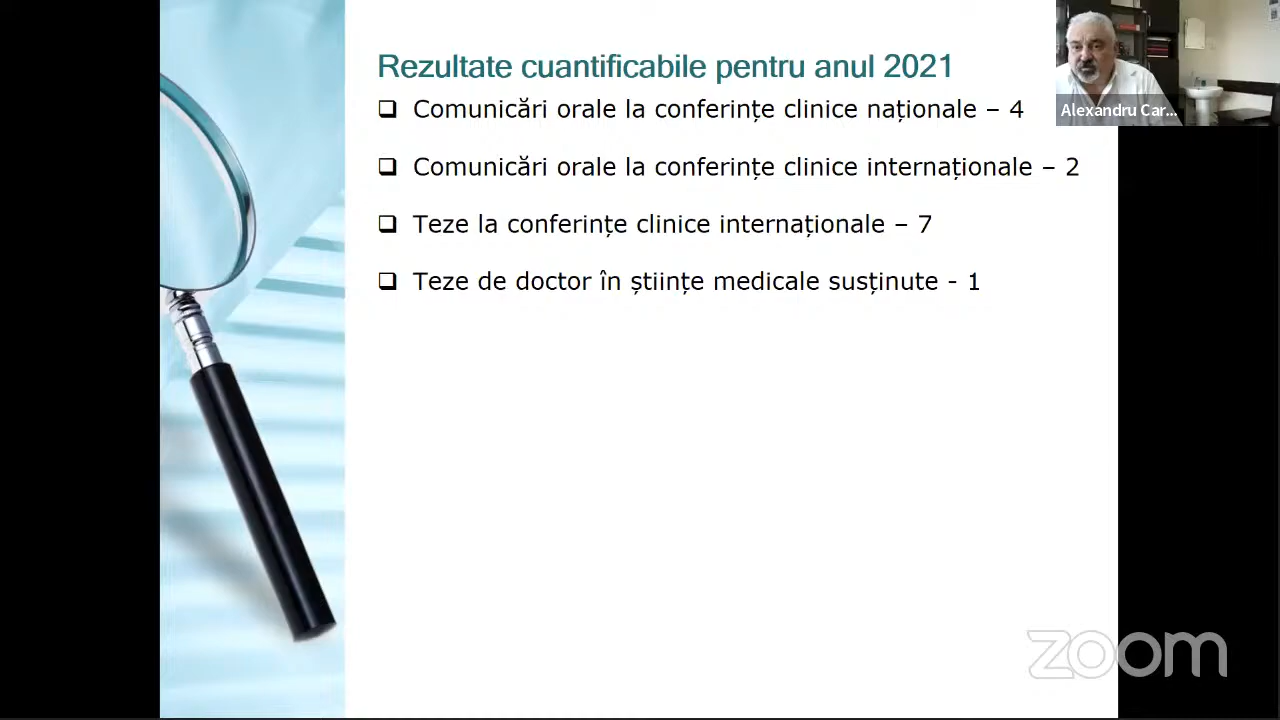 Rezultate cuantificabile pentru anul 2021
Comunicări orale la conferințe clinice naționale – 4
Comunicări orale la conferințe clinice internaționale – 2
Teze la conferințe clinice internaționale – 7
Teze de doctor în științe medicale susținute - 1
Alexandru Car...
zoom